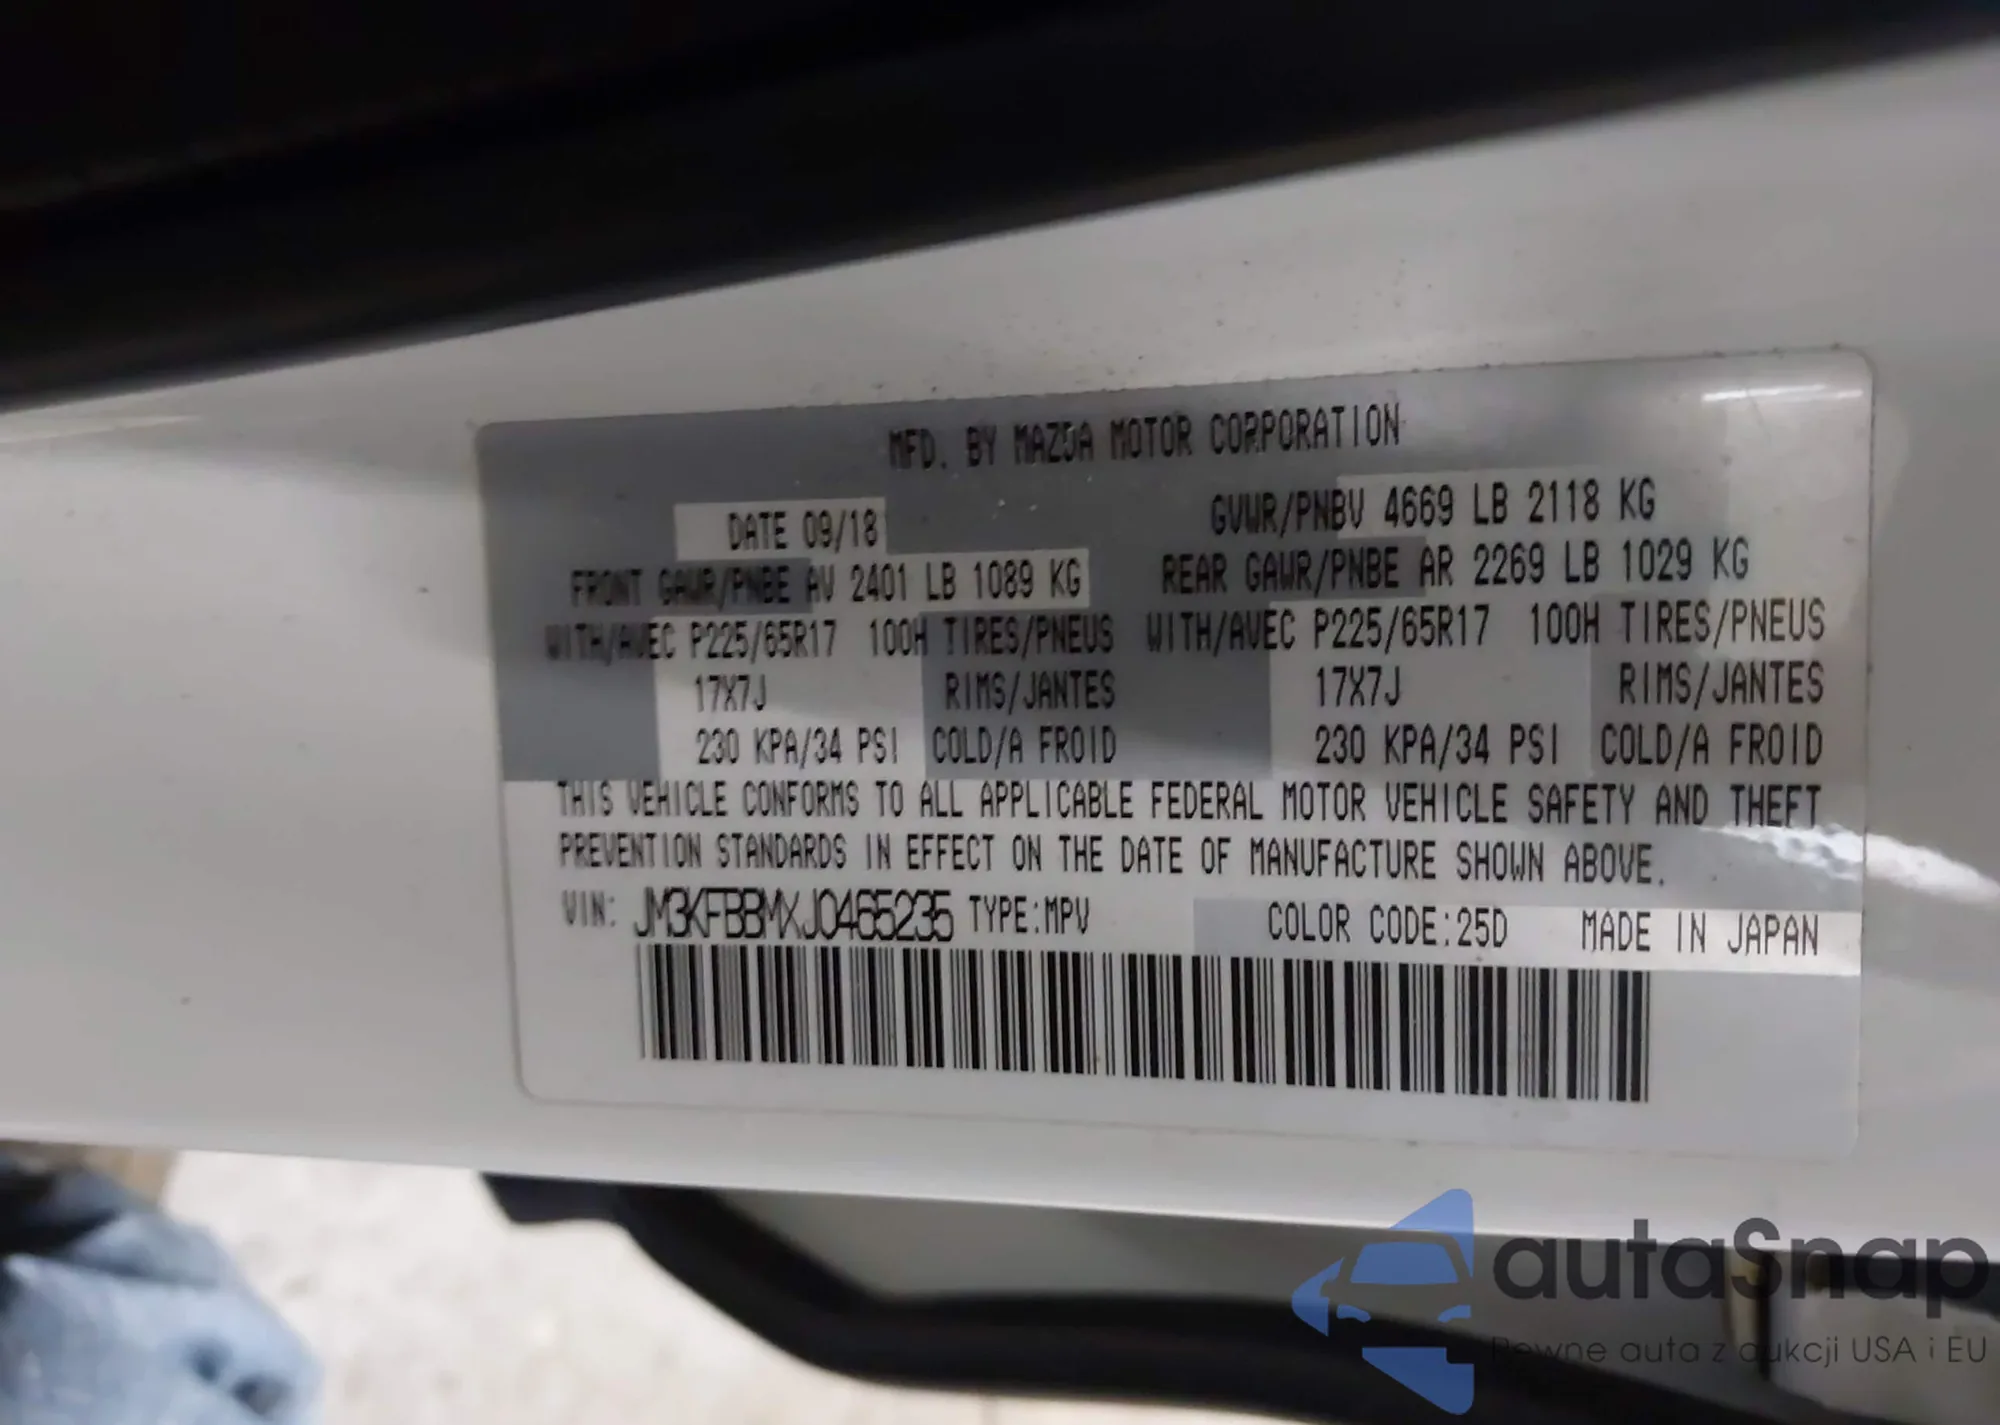 MFD. BY MAZDA MOTOR CORPORATION
DATE 09/18 GVWR/PNBV 4669 LB 2118 KG
FRONT GAWR/PNBE AV 2401 LB 1089 KG REAR GAWR/PNBE AR 2269 LB 1029 KG
WITH/AVEC P225/65R17 100H TIRES/PNEUS WITH/AVEC P225/65R17 100H TIRES/PNEUS
17X7J RIMS/JANTES 17X7J RIMS/JANTES
230 KPA/34 PSI COLD/A FROID 230 KPA/34 PSI COLD/A FROID
THIS VEHICLE CONFORMS TO ALL APPLICABLE FEDERAL MOTOR VEHICLE SAFETY AND THEFT
PREVENTION STANDARDS IN EFFECT ON THE DATE OF MANUFACTURE SHOWN ABOVE.
VIN: JM3KFBBMXJ0465235 TYPE:MPV COLOR CODE:25D MADE IN JAPAN
autaSnap
Pewne auta z aukcji USA i EU